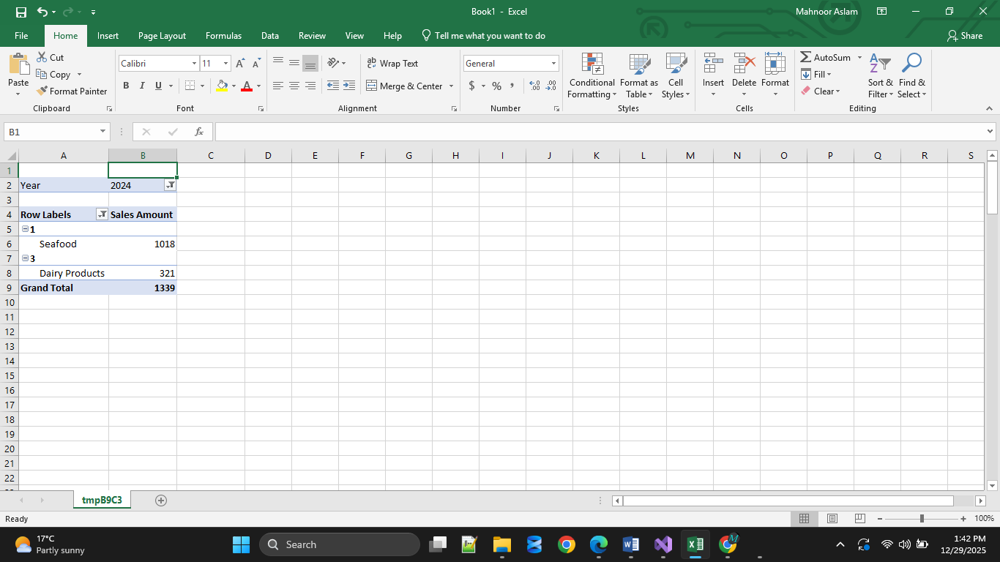 Book1 - Excel
Mahnoor Aslam
File Home Insert Page Layout Formulas Data Review View Help Tell me what you want to do Share
Paste
Cut
Copy
Format Painter
Clipboard
Calibri 11
B I U
Font
Wrap Text
Merge & Center
Alignment
General
$ % ,
Number
Conditional Formatting
Format as Table
Cell Styles
Styles
Insert Delete Format
Cells
AutoSum
Fill
Clear
Sort & Filter
Find & Select
Editing
B1 fx
A B C D E F G H I J K L M N O P Q R S
1
2 Year 2024
3
4 Row Labels Sales Amount
5 1
6 Seafood 1018
7 3
8 Dairy Products 321
9 Grand Total 1339
10
11
12
13
14
15
16
17
18
19
20
21
22
tmpB9C3
Ready
100%
17°C
Partly sunny
Search
1:42 PM
12/29/2025